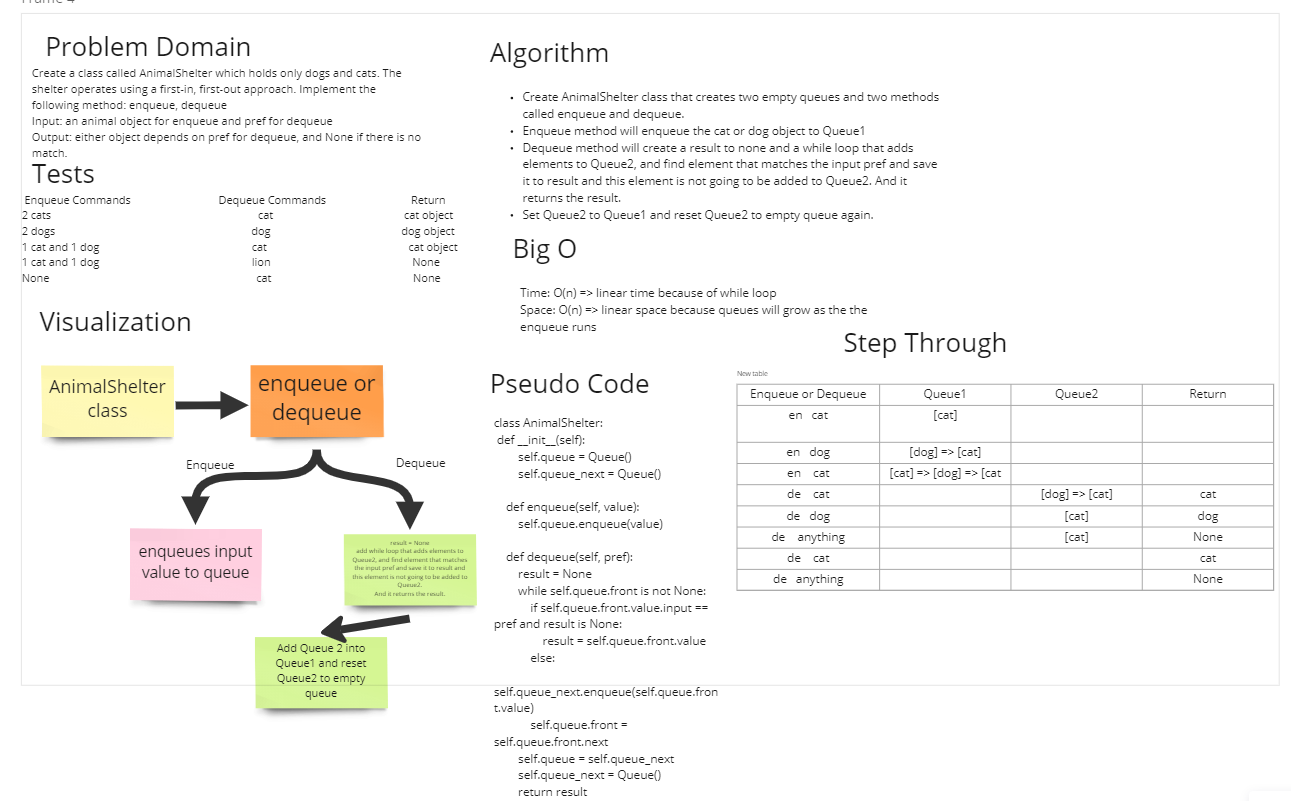 Frame 4
Problem Domain
Create a class called AnimalShelter which holds only dogs and cats. The
shelter operates using a first-in, first-out approach. Implement the
following method: enqueue, dequeue
Input: an animal object for enqueue and pref for dequeue
Output: either object depends on pref for dequeue, and None if there is no
match.
Tests
Enqueue Commands Dequeue Commands Return
2 cats cat cat object
2 dogs dog dog object
1 cat and 1 dog cat cat object
1 cat and 1 dog lion None
None cat None
Visualization
AnimalShelter
class
enqueue or
dequeue
Enqueue
Dequeue
enqueues input
value to queue
result = None
add while loop that adds elements to
Queue2, and find element that matches
the input pref and save it to result and
this element is not going to be added to
Queue2.
And it returns the result.
Add Queue 2 into
Queue1 and reset
Queue2 to empty
queue
Algorithm
• Create AnimalShelter class that creates two empty queues and two methods
called enqueue and dequeue.
• Enqueue method will enqueue the cat or dog object to Queue1
• Dequeue method will create a result to none and a while loop that adds
elements to Queue2, and find element that matches the input pref and save
it to result and this element is not going to be added to Queue2. And it
returns the result.
• Set Queue2 to Queue1 and reset Queue2 to empty queue again.
Big O
Time: O(n) => linear time because of while loop
Space: O(n) => linear space because queues will grow as the the
enqueue runs
Pseudo Code
class AnimalShelter:
def __init__(self):
self.queue = Queue()
self.queue_next = Queue()
def enqueue(self, value):
self.queue.enqueue(value)
def dequeue(self, pref):
result = None
while self.queue.front is not None:
if self.queue.front.value.input ==
pref and result is None:
result = self.queue.front.value
else:
self.queue_next.enqueue(self.queue.fron
t.value)
self.queue.front =
self.queue.front.next
self.queue = self.queue_next
self.queue_next = Queue()
return result
Step Through
New table
Enqueue or Dequeue Queue1 Queue2 Return
en cat [cat]
en dog [dog] => [cat]
en cat [cat] => [dog] => [cat
de cat [dog] => [cat] cat
de dog [cat] dog
de anything [cat] None
de cat cat
de anything None